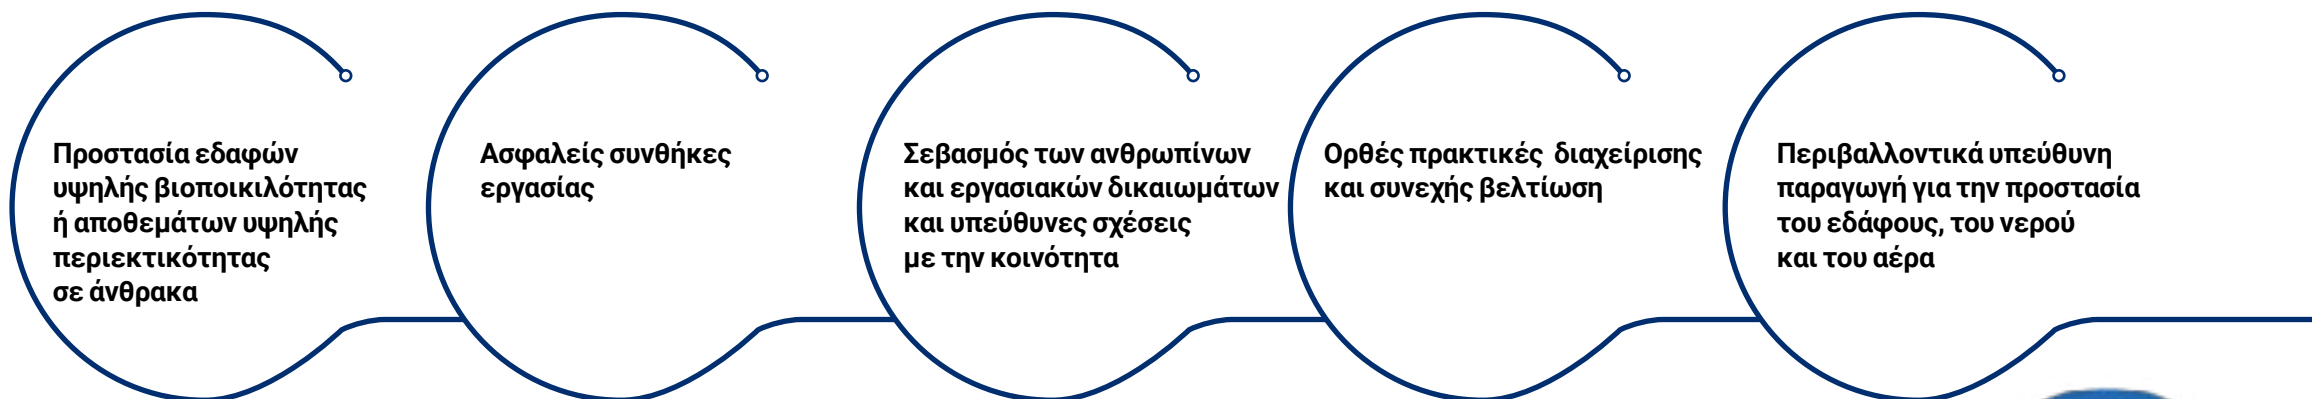 Προστασία εδαφών
υψηλής βιοποικιλότητας
ή αποθεμάτων υψηλής
περιεκτικότητας
σε άνθρακα
Ασφαλείς συνθήκες
εργασίας
Σεβασμός των ανθρωπίνων
και εργασιακών δικαιωμάτων
και υπεύθυνες σχέσεις
με την κοινότητα
Ορθές πρακτικές διαχείρισης
και συνεχής βελτίωση
Περιβαλλοντικά υπεύθυνη
παραγωγή για την προστασία
του εδάφους, του νερού
και του αέρα